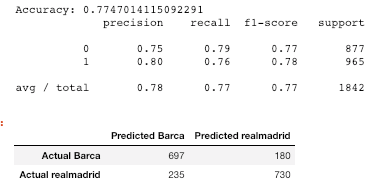 Accuracy: 0.7747014115092291
precision recall f1-score support
0 0.75 0.79 0.77 877
1 0.80 0.76 0.78 965
avg / total 0.78 0.77 0.77 1842
:
Predicted Barca Predicted realmadrid
Actual Barca 697 180
Actual realmadrid 235 730